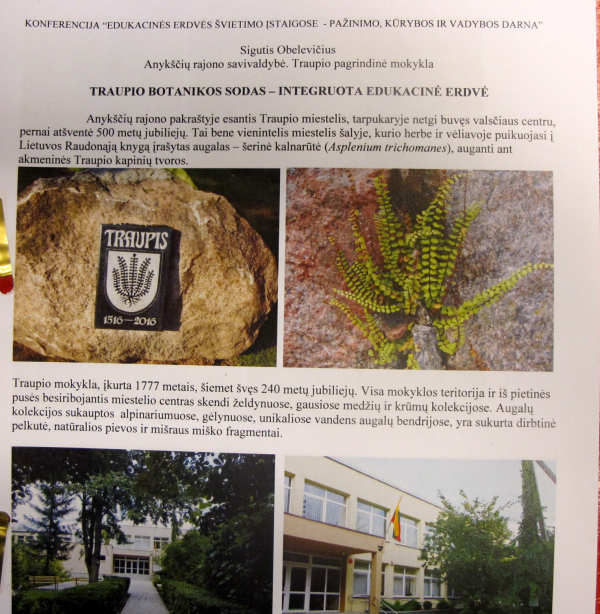 KONFERENCIJA “EDUKACINĖS ERDVĖS ŠVIETIMO ĮSTAIGOSE - PAŽINIMO, KŪRYBOS IR VADYBOS DARNA”
Sigutis Obelevičius
Anykščių rajono savivaldybė. Traupio pagrindinė mokykla
TRAUPIO BOTANIKOS SODAS – INTEGRUOTA EDUKACINĖ ERDVĖ
Anykščių rajono pakraštyje esantis Traupio miestelis, tarpukaryje netgi buvęs valsčiaus centru,
pernai atšventė 500 metų jubiliejų. Tai bene vienintelis miestelis šalyje, kurio herbe ir vėliavoje puikuojasi į
Lietuvos Raudonąją knygą įrašytas augalas – šerinė kalnarūtė (Asplenium trichomanes), auganti ant
akmeninės Traupio kapinių tvoros.
TRAUPIS
1516—2016
Traupio mokykla, įkurta 1777 metais, šiemet švęs 240 metų jubiliejų. Visa mokyklos teritorija ir iš pietinės
pusės besiribojantis miestelio centras skendi želdynuose, gausiose medžių ir krūmų kolekcijose. Augalų
kolekcijos sukauptos alpinariumuose, gėlynuose, unikaliose vandens augalų bendrijose, yra sukurta dirbtinė
pelkutė, natūralios pievos ir mišraus miško fragmentai.